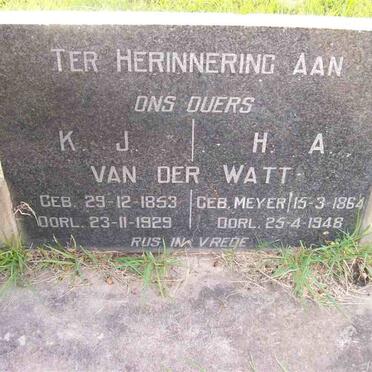 TER HERINNERING AAN
ONS OUERS
K. J. H. A.
VAN DER WATT
GEB. 29-12-1853 GEB. MEYER 15-3-1864
OORL. 23-11-1929 OORL. 25-4-1948
RUS IN VREDE